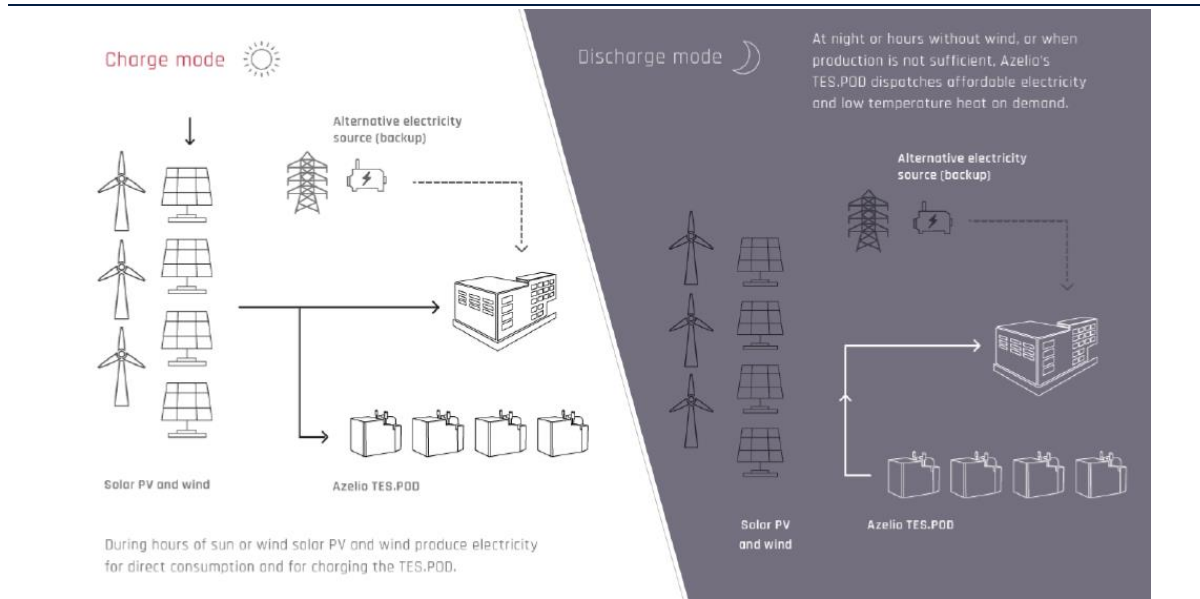 Charge mode
Alternative electricity
source (backup)
Solar PV and wind
Azelio TES.POD
During hours of sun or wind solar PV and wind produce electricity
for direct consumption and for charging the TES.POD.
Discharge mode
At night or hours without wind, or when
production is not sufficient, Azelio's
TES.POD dispatches affordable electricity
and low temperature heat on demand.
Alternative electricity
source (backup)
Solar PV
and wind
Azelio TES.POD